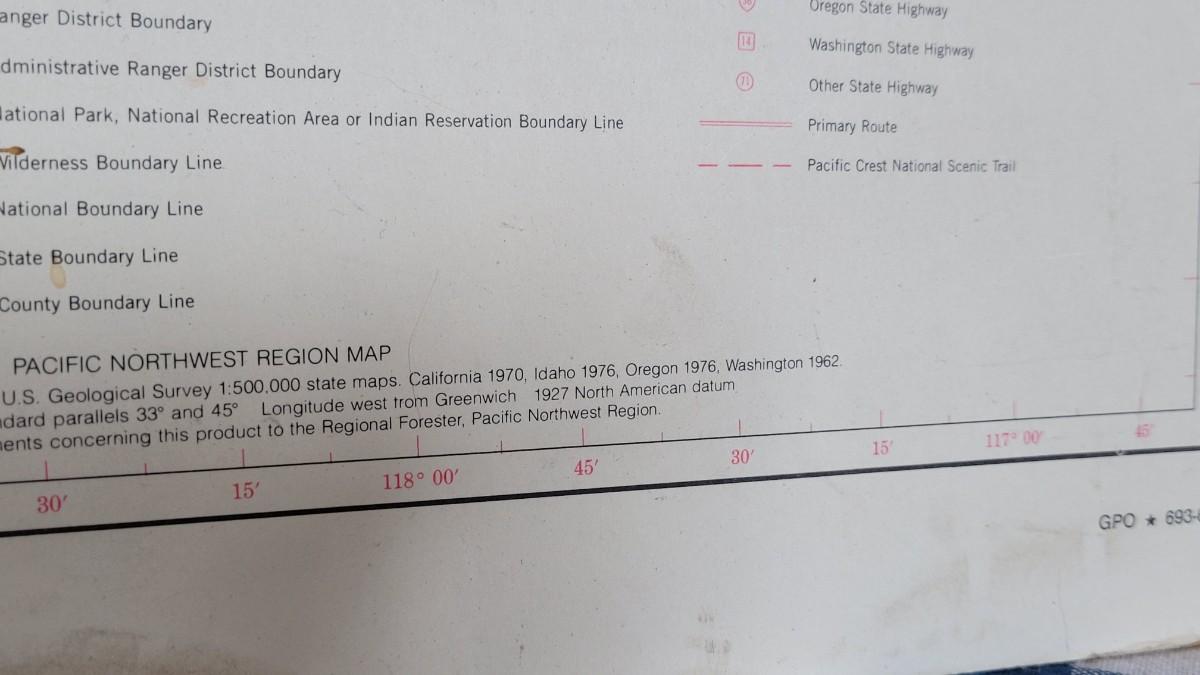 anger District Boundary
dministrative Ranger District Boundary
ational Park, National Recreation Area or Indian Reservation Boundary Line
Wilderness Boundary Line
National Boundary Line
State Boundary Line
County Boundary Line
Oregon State Highway
14 Washington State Highway
71 Other State Highway
Primary Route
Pacific Crest National Scenic Trail
PACIFIC NORTHWEST REGION MAP
U.S. Geological Survey 1:500,000 state maps. California 1970, Idaho 1976, Oregon 1976, Washington 1962.
dard parallels 33° and 45° Longitude west from Greenwich 1927 North American datum
ents concerning this product to the Regional Forester, Pacific Northwest Region.
30′ 15′ 118° 00′ 45′ 30′ 15′ 117° 00′ 45′
GPO ★ 693-